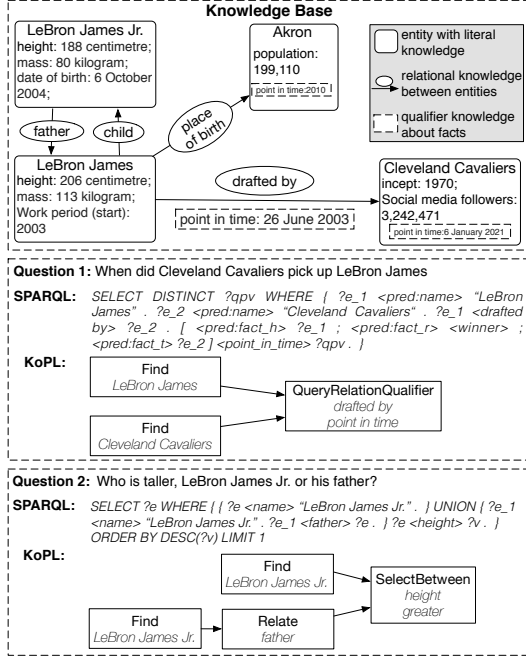 Knowledge Base
LeBron James Jr.
height: 188 centimetre;
mass: 80 kilogram;
date of birth: 6 October
2004;
Akron
population:
199,110
point in time:2010
entity with literal
knowledge
relational knowledge
between entities
qualifier knowledge
about facts
father
child
place
of birth
LeBron James
height: 206 centimetre;
mass: 113 kilogram;
Work period (start):
2003
drafted by
point in time: 26 June 2003
Cleveland Cavaliers
incept: 1970;
Social media followers:
3,242,471
point in time:6 January 2021
Question 1: When did Cleveland Cavaliers pick up LeBron James
SPARQL: SELECT DISTINCT ?qpv WHERE { ?e_1 <pred:name> “LeBron
James” . ?e_2 <pred:name> “Cleveland Cavaliers“ . ?e_1 <drafted
by> ?e_2 . [ <pred:fact_h> ?e_1 ; <pred:fact_r> <winner> ;
<pred:fact_t> ?e_2 ] <point_in_time> ?qpv . }
KoPL:
Find
LeBron James
Find
Cleveland Cavaliers
QueryRelationQualifier
drafted by
point in time
Question 2: Who is taller, LeBron James Jr. or his father?
SPARQL: SELECT ?e WHERE { { ?e <name> “LeBron James Jr.” . } UNION { ?e_1
<name> “LeBron James Jr.” . ?e_1 <father> ?e . } ?e <height> ?v . }
ORDER BY DESC(?v) LIMIT 1
KoPL:
Find
LeBron James Jr.
Find
LeBron James Jr.
Relate
father
SelectBetween
height
greater